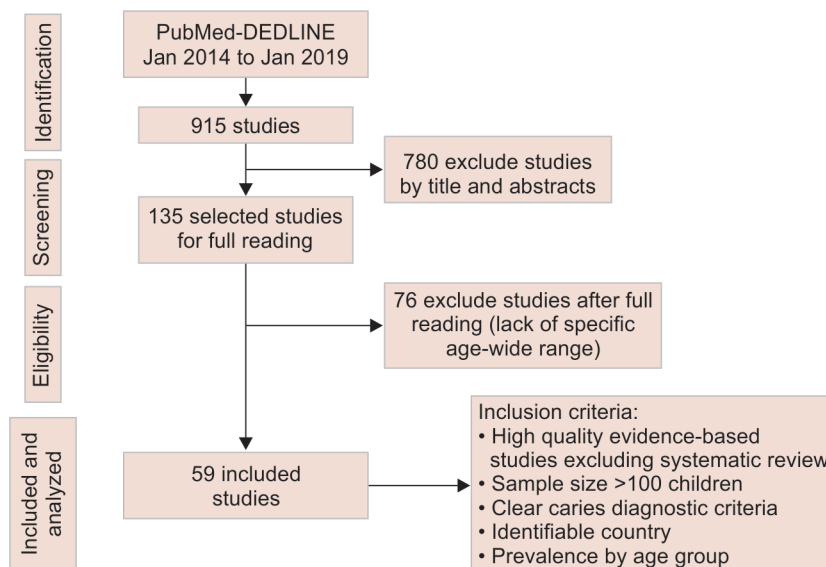 Identification
PubMed-DEDLINE
Jan 2014 to Jan 2019
915 studies
780 exclude studies
by title and abstracts
Screening
135 selected studies
for full reading
Eligibility
76 exclude studies after full
reading (lack of specific
age-wide range)
Included and
analyzed
59 included
studies
Inclusion criteria:
• High quality evidence-based
studies excluding systematic review
• Sample size >100 children
• Clear caries diagnostic criteria
• Identifiable country
• Prevalence by age group